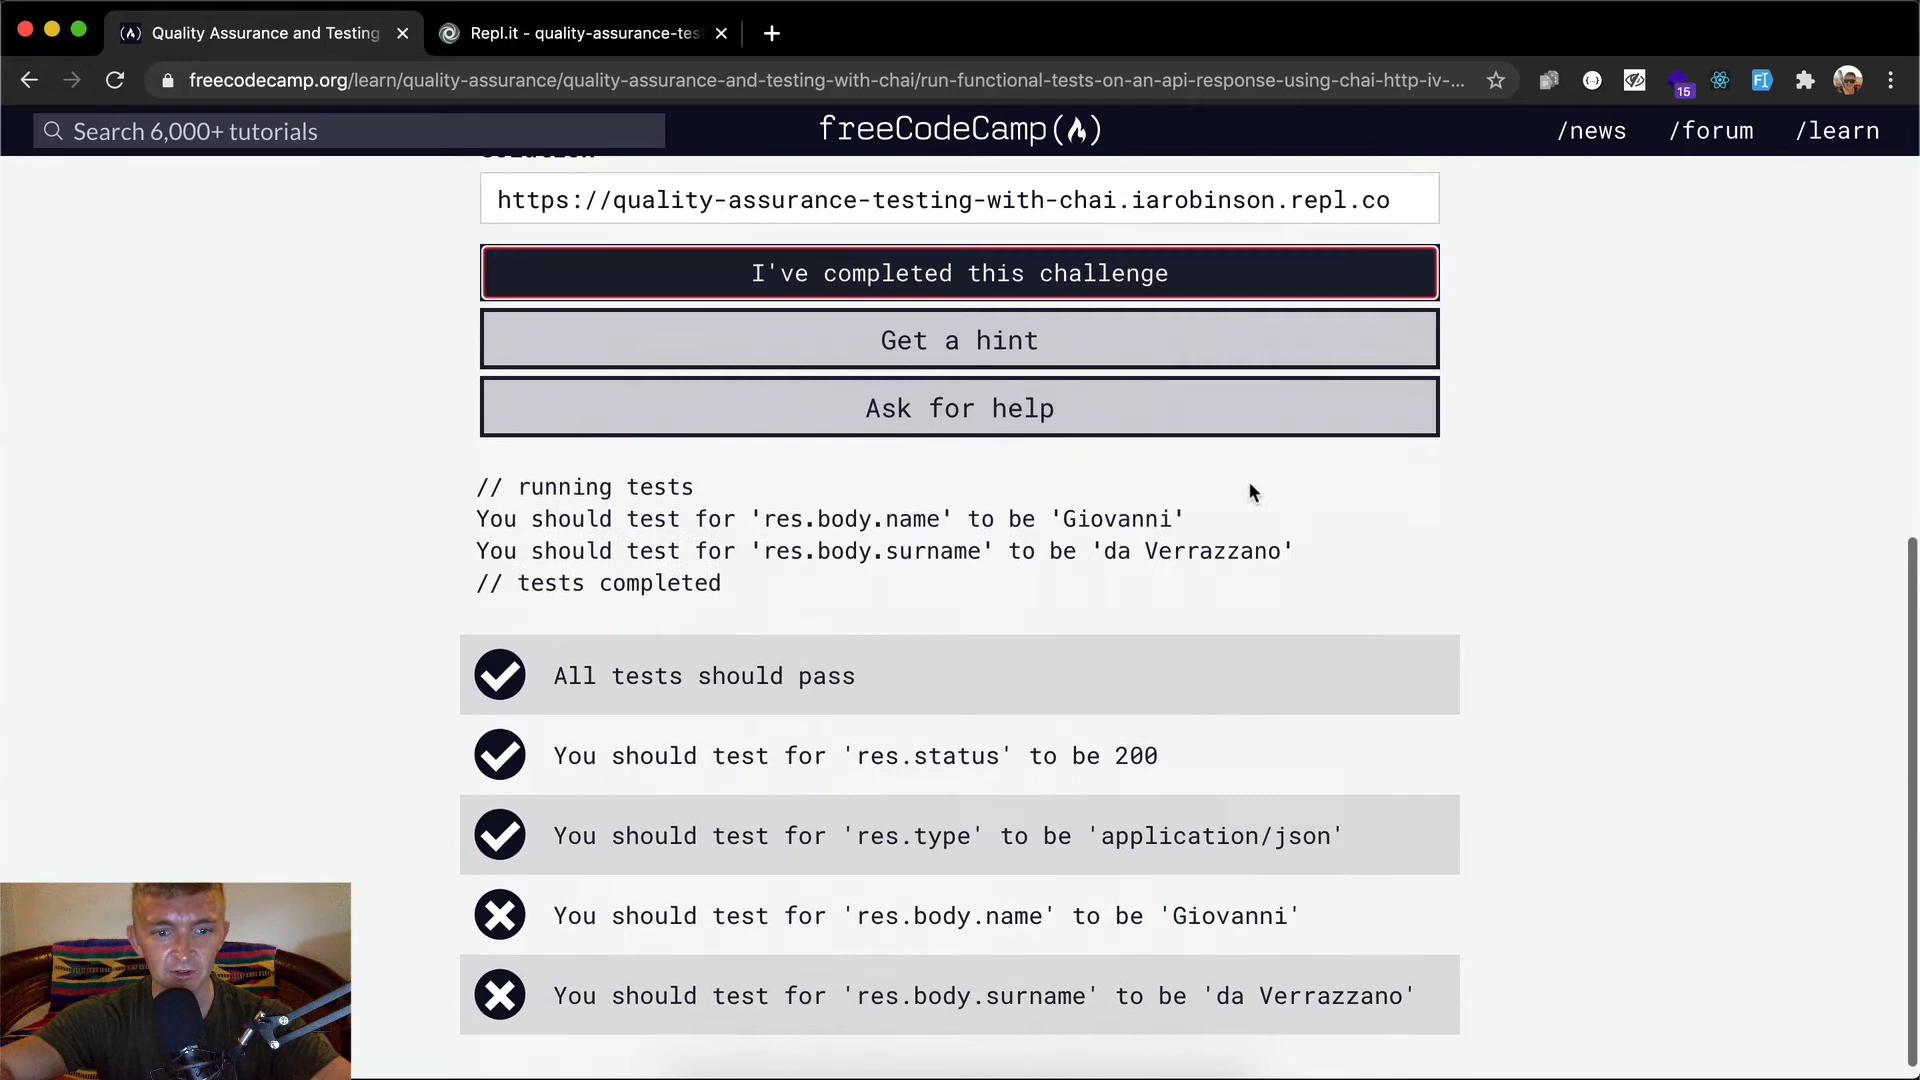 Quality Assurance and Testing
Repl.it - quality-assurance-tes
freecodecamp.org/learn/quality-assurance/quality-assurance-and-testing-with-chai/run-functional-tests-on-an-api-response-using-chai-http-iv-...
15
Search 6,000+ tutorials
freeCodeCamp
/news
/forum
/learn
https://quality-assurance-testing-with-chai.iarobinson.repl.co
I've completed this challenge
Get a hint
Ask for help
// running tests
You should test for 'res.body.name' to be 'Giovanni'
You should test for 'res.body.surname' to be 'da Verrazzano'
// tests completed
All tests should pass
You should test for 'res.status' to be 200
You should test for 'res.type' to be 'application/json'
You should test for 'res.body.name' to be 'Giovanni'
You should test for 'res.body.surname' to be 'da Verrazzano'